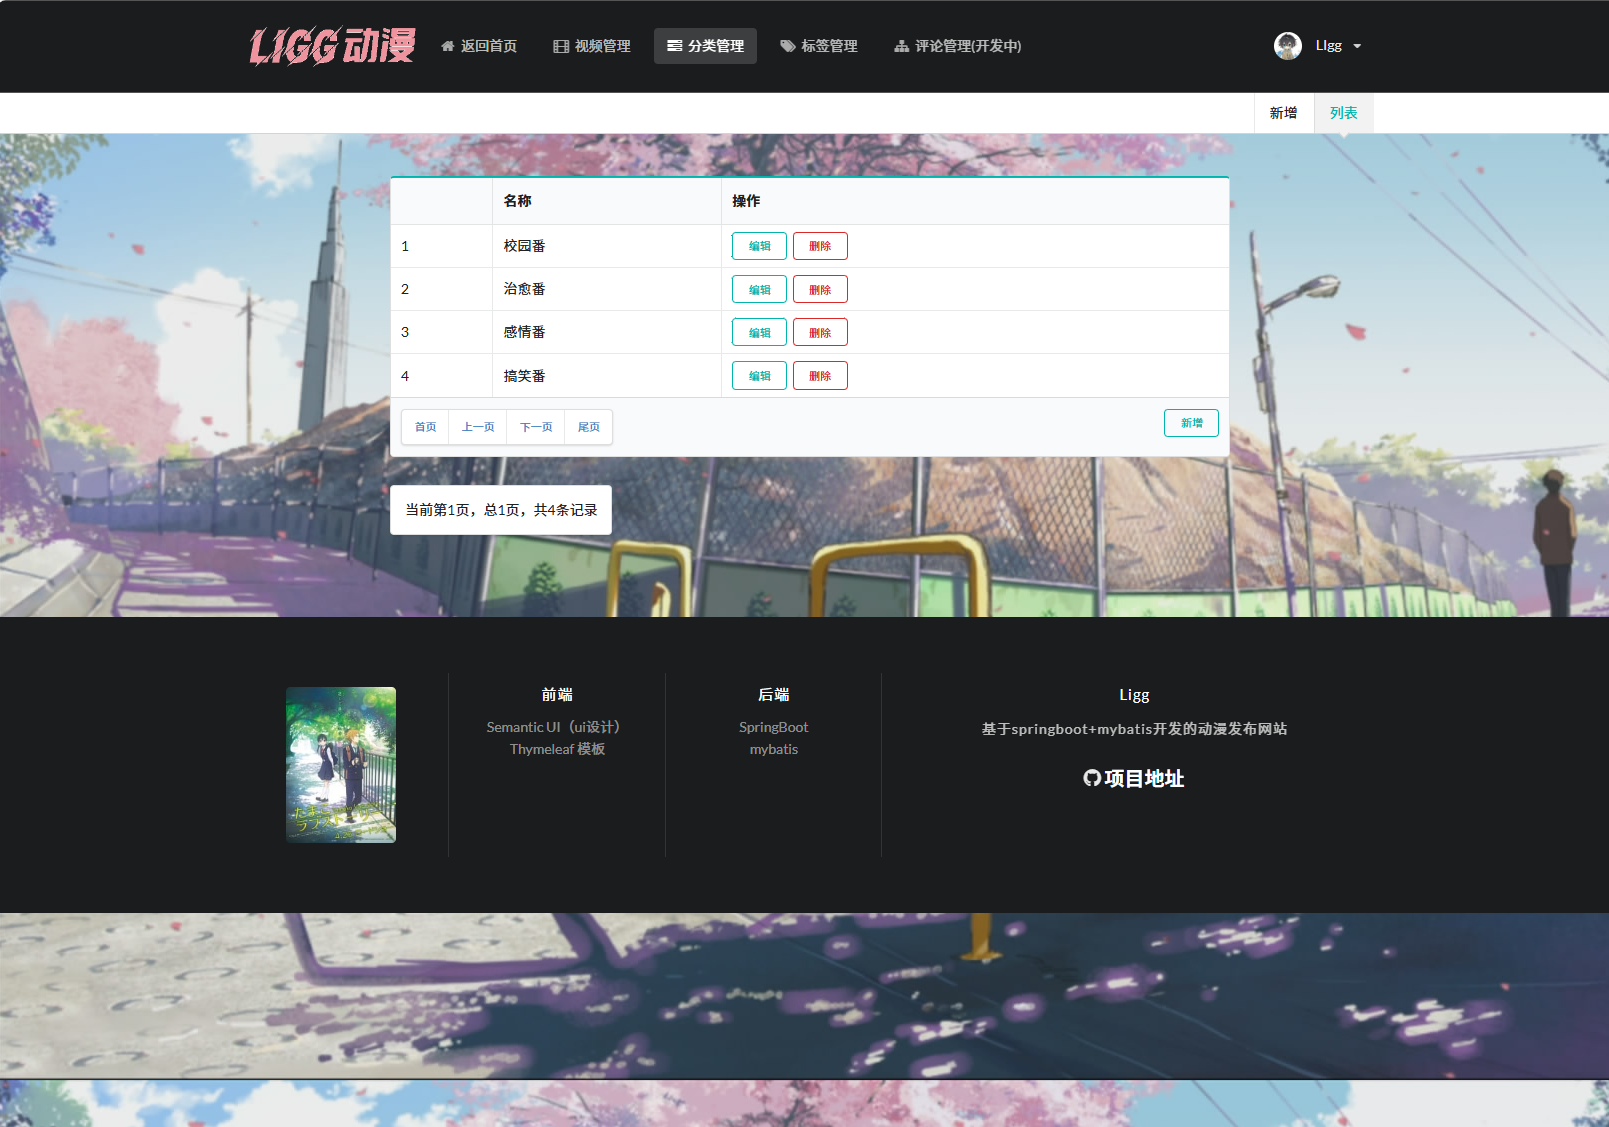 LIGG 动漫
返回首页
视频管理
分类管理
标签管理
评论管理(开发中)
LIgg
新增
列表
名称 操作
1 校园番 编辑 删除
2 治愈番 编辑 删除
3 感情番 编辑 删除
4 搞笑番 编辑 删除
首页 上一页 下一页 尾页 新增
当前第1页，总1页，共4条记录
前端
Semantic UI（ui设计）
Thymeleaf 模板
后端
SpringBoot
mybatis
Ligg
基于springboot+mybatis开发的动漫发布网站
项目地址